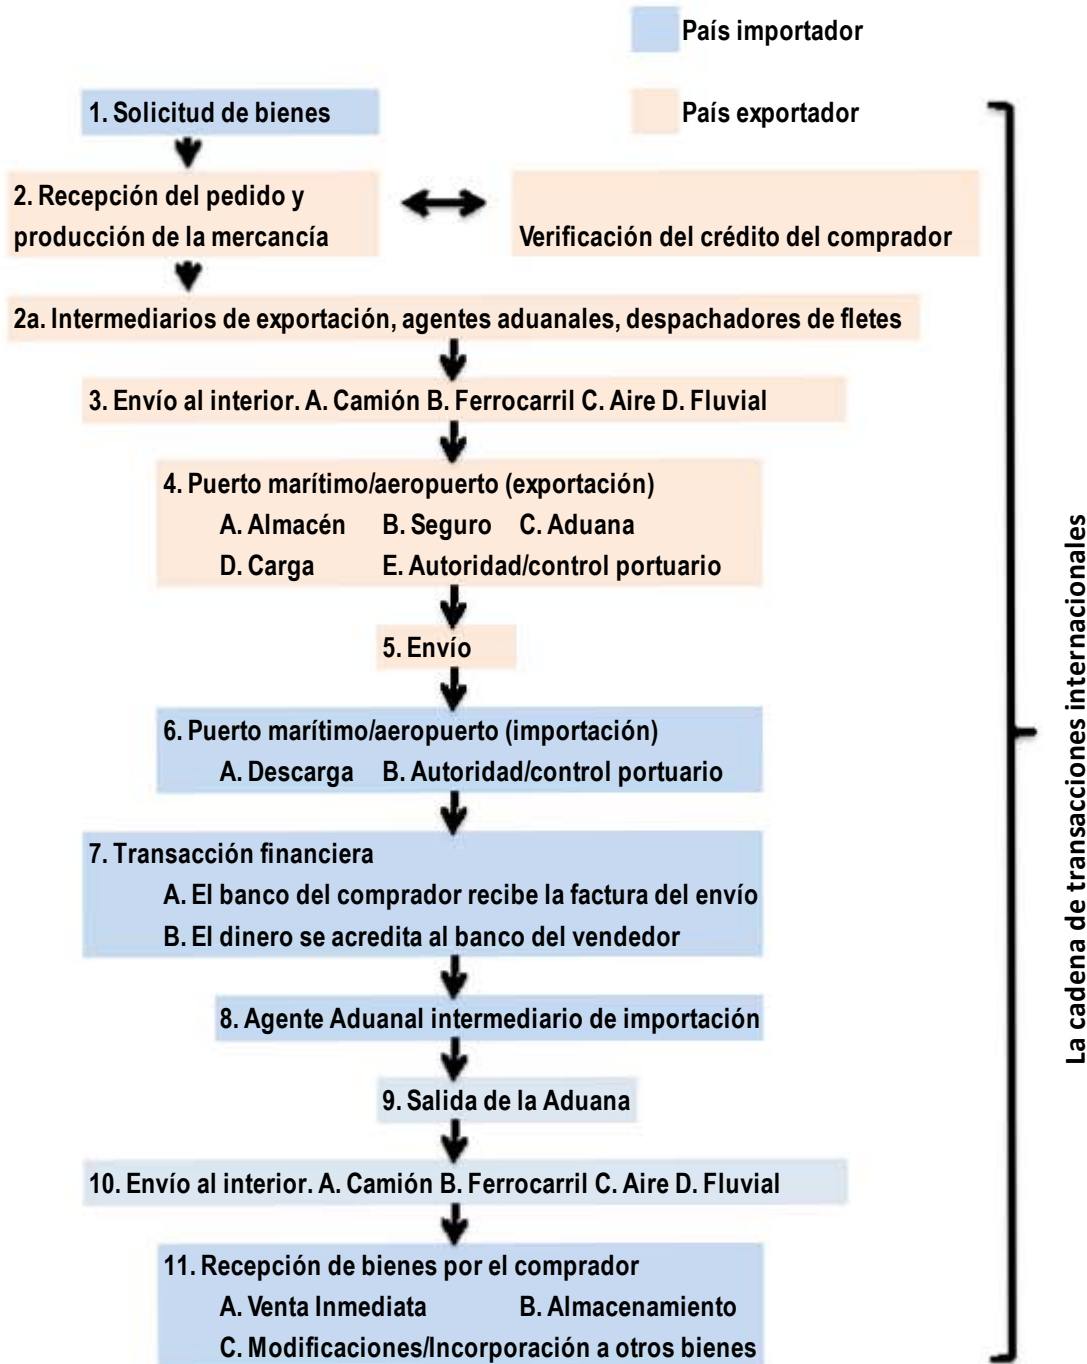 País importador
1. Solicitud de bienes
País exportador
2. Recepción del pedido y
producción de la mercancía
Verificación del crédito del comprador
2a. Intermediarios de exportación, agentes aduanales, despachadores de fletes
3. Envío al interior. A. Camión B. Ferrocarril C. Aire D. Fluvial
4. Puerto marítimo/aeropuerto (exportación)
A. Almacén B. Seguro C. Aduana
D. Carga E. Autoridad/control portuario
5. Envío
6. Puerto marítimo/aeropuerto (importación)
A. Descarga B. Autoridad/control portuario
7. Transacción financiera
A. El banco del comprador recibe la factura del envío
B. El dinero se acredita al banco del vendedor
8. Agente Aduanal intermediario de importación
9. Salida de la Aduana
10. Envío al interior. A. Camión B. Ferrocarril C. Aire D. Fluvial
11. Recepción de bienes por el comprador
A. Venta Inmediata B. Almacenamiento
C. Modificaciones/Incorporación a otros bienes
La cadena de transacciones internacionales